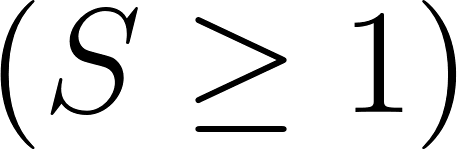 (S ≥ 1)